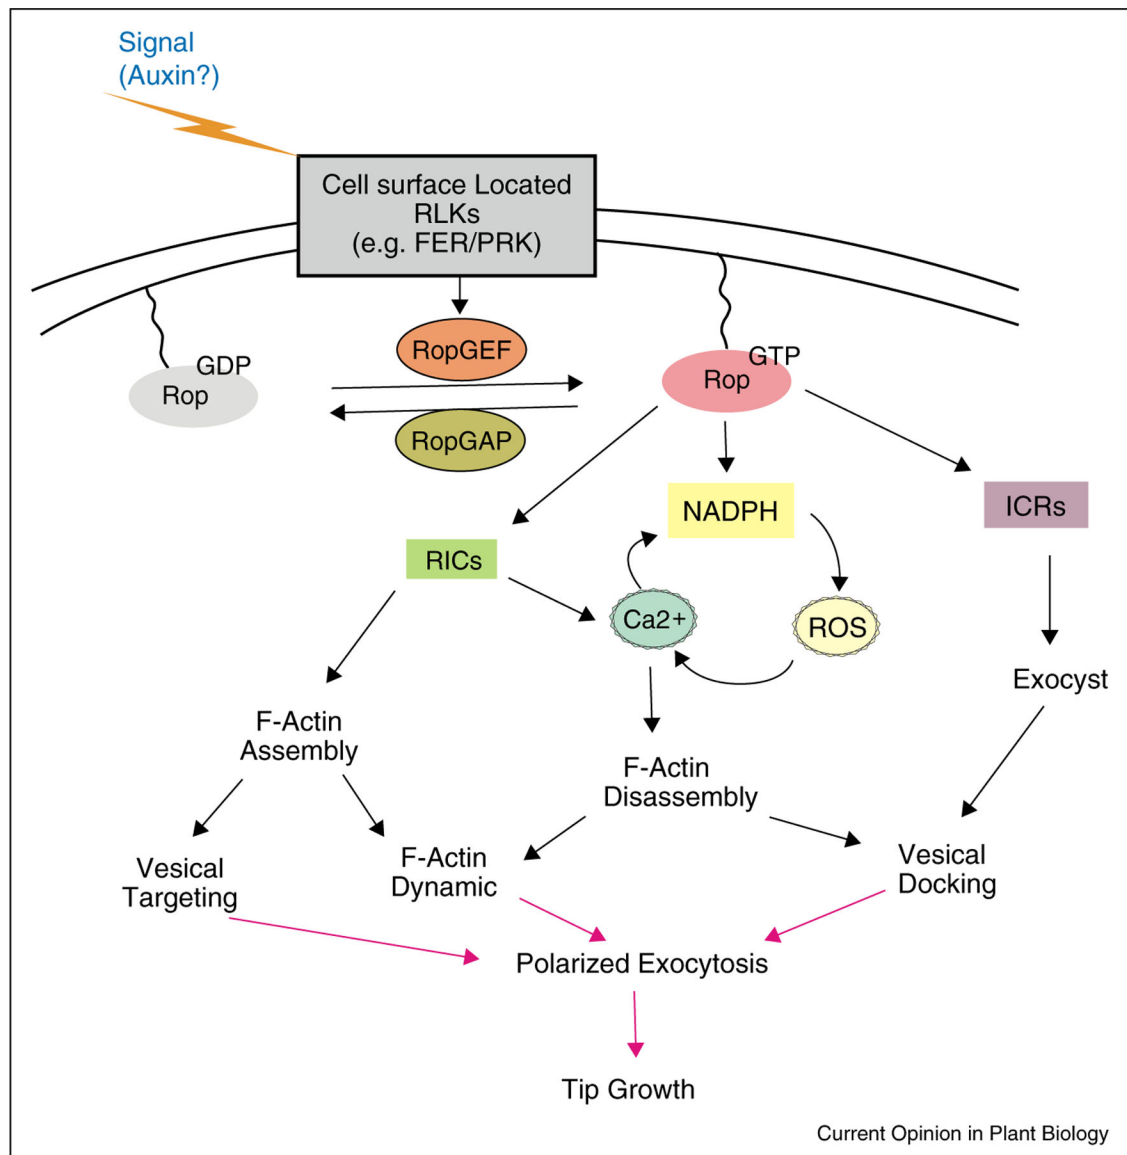 Signal
(Auxin?)
Cell surface Located
RLKs
(e.g. FER/PRK)
RopGEF
GDP
Rop
GTP
Rop
RopGAP
NADPH
ICRs
RICs
Ca2+
ROS
Exocyst
F-Actin
Assembly
F-Actin
Disassembly
Vesical
Targeting
F-Actin
Dynamic
Vesical
Docking
Polarized Exocytosis
Tip Growth
Current Opinion in Plant Biology